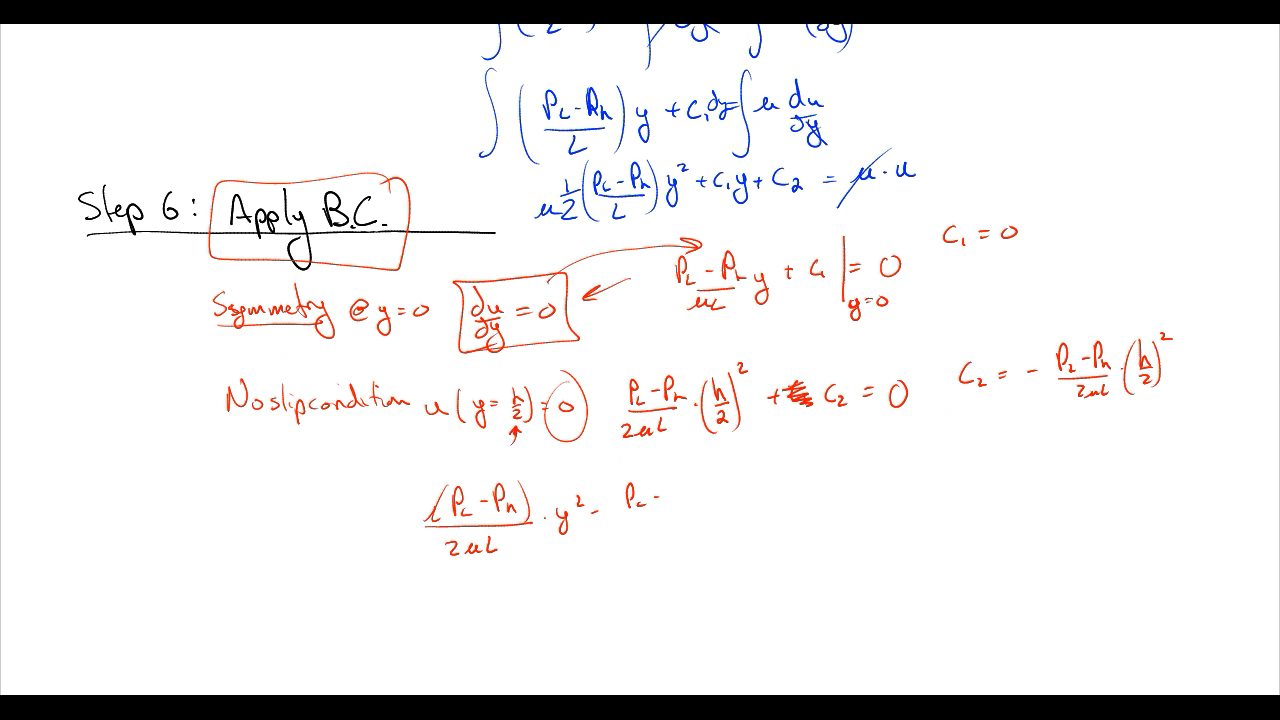 ∫ ( (P_L - P_h) / L ) y + C₁ dy = ∫ μ du/dy
μ 1/2 ( (P_L - P_h) / L ) y² + C₁y + C₂ = μ · u
Step 6: Apply B.C.
(P_L - P_h)/μL y + C₁ |_{y=0} = 0   C₁ = 0
Ssymmetry @ y=0   du/dy = 0
No slip condition u(y = h/2) = 0   (P_L - P_h)/2μL · (h/2)² + C₂ = 0   C₂ = - (P_L - P_h)/2μL · (h/2)²
(P_L - P_h)/2μL · y² - P_L -